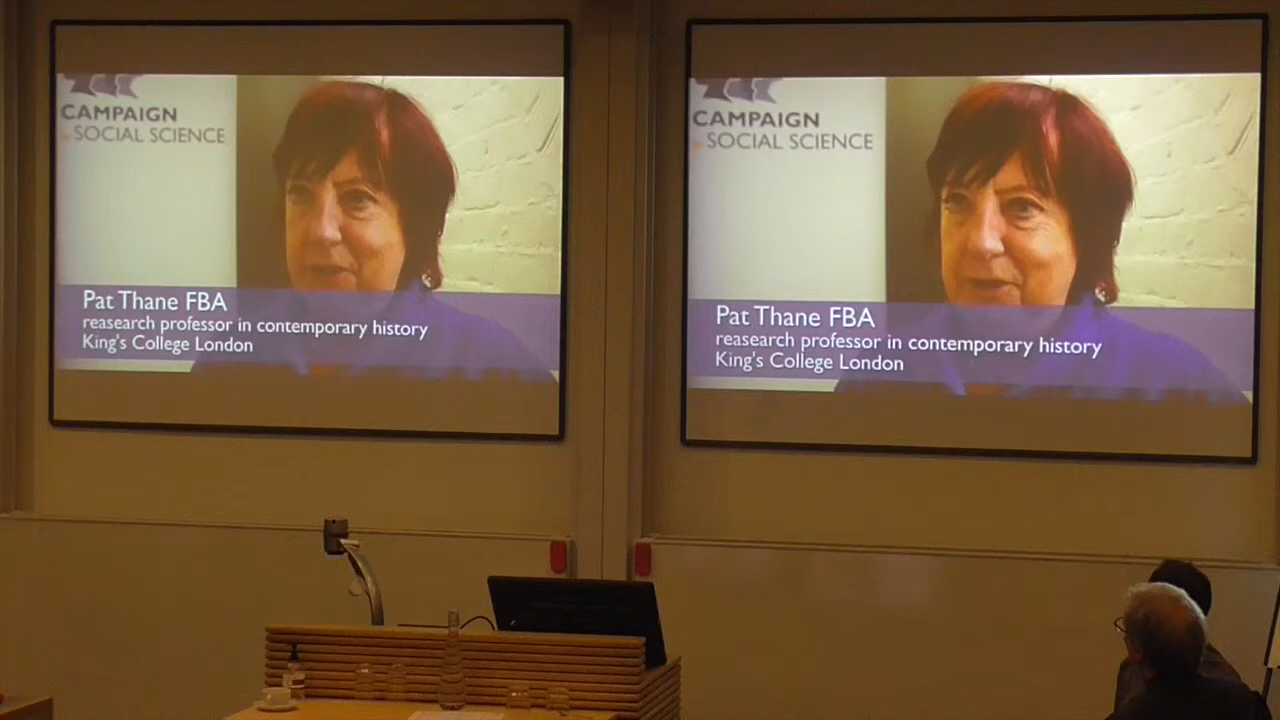 CAMPAIGN
SOCIAL SCIENCE
Pat Thane FBA
reasearch professor in contemporary history
King's College London
CAMPAIGN
SOCIAL SCIENCE
Pat Thane FBA
reasearch professor in contemporary history
King's College London